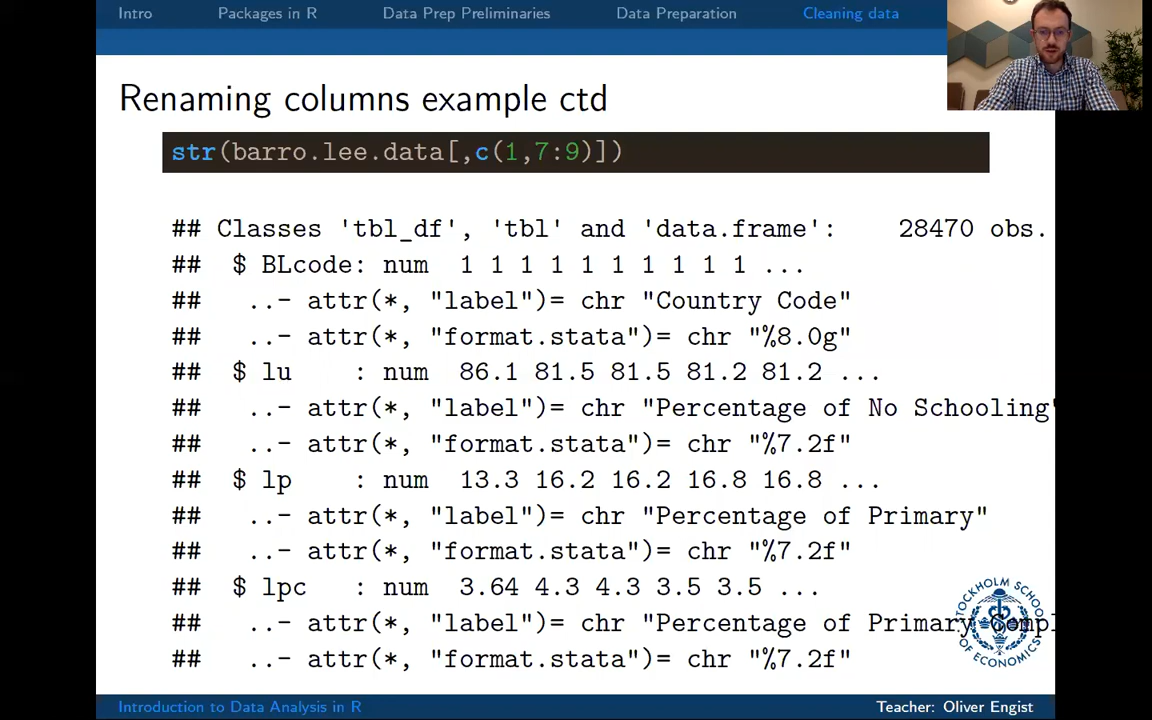 Intro Packages in R Data Prep Preliminaries Data Preparation Cleaning data
Renaming columns example ctd
str(barro.lee.data[,c(1,7:9)])
## Classes 'tbl_df', 'tbl' and 'data.frame': 28470 obs.
## $ BLcode: num 1 1 1 1 1 1 1 1 1 1 ...
## ..- attr(*, "label")= chr "Country Code"
## ..- attr(*, "format.stata")= chr "%8.0g"
## $ lu : num 86.1 81.5 81.5 81.2 81.2 ...
## ..- attr(*, "label")= chr "Percentage of No Schooling"
## ..- attr(*, "format.stata")= chr "%7.2f"
## $ lp : num 13.3 16.2 16.2 16.8 16.8 ...
## ..- attr(*, "label")= chr "Percentage of Primary"
## ..- attr(*, "format.stata")= chr "%7.2f"
## $ lpc : num 3.64 4.3 4.3 3.5 3.5 ...
## ..- attr(*, "label")= chr "Percentage of Primary Compl
## ..- attr(*, "format.stata")= chr "%7.2f"
STOCKHOLM SCHOOL
OF ECONOMICS
Introduction to Data Analysis in R Teacher: Oliver Engist